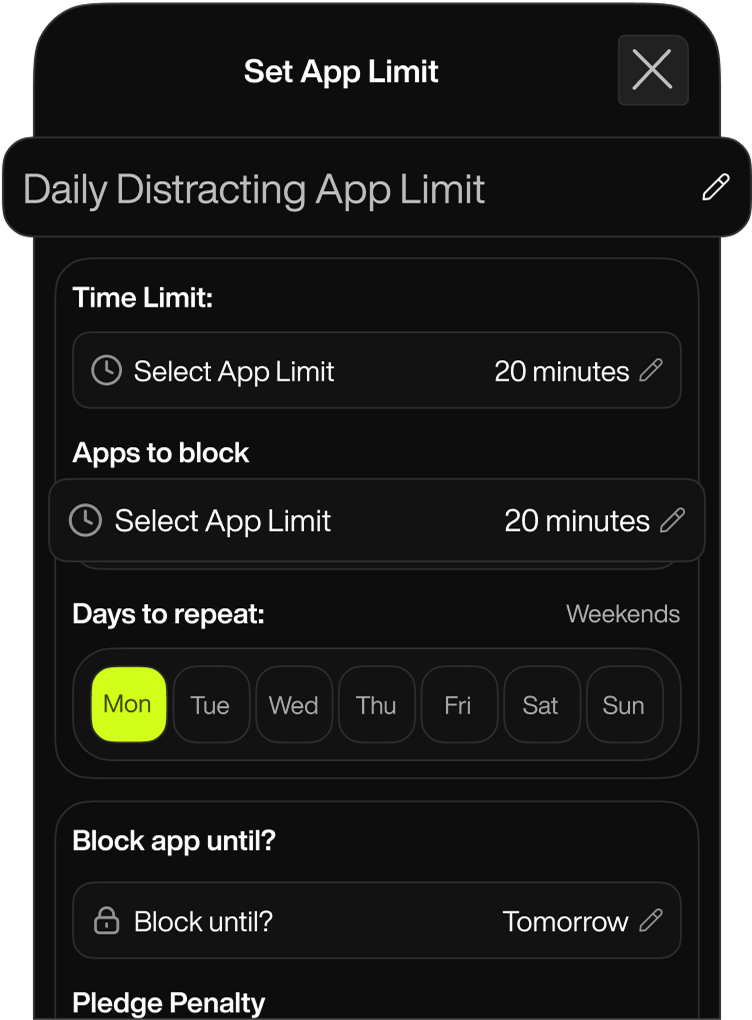 Set App Limit
Daily Distracting App Limit
Time Limit:
Select App Limit 20 minutes
Apps to block
Select App Limit 20 minutes
Days to repeat: Weekends
Mon Tue Wed Thu Fri Sat Sun
Block app until?
Block until? Tomorrow
Pledge Penalty